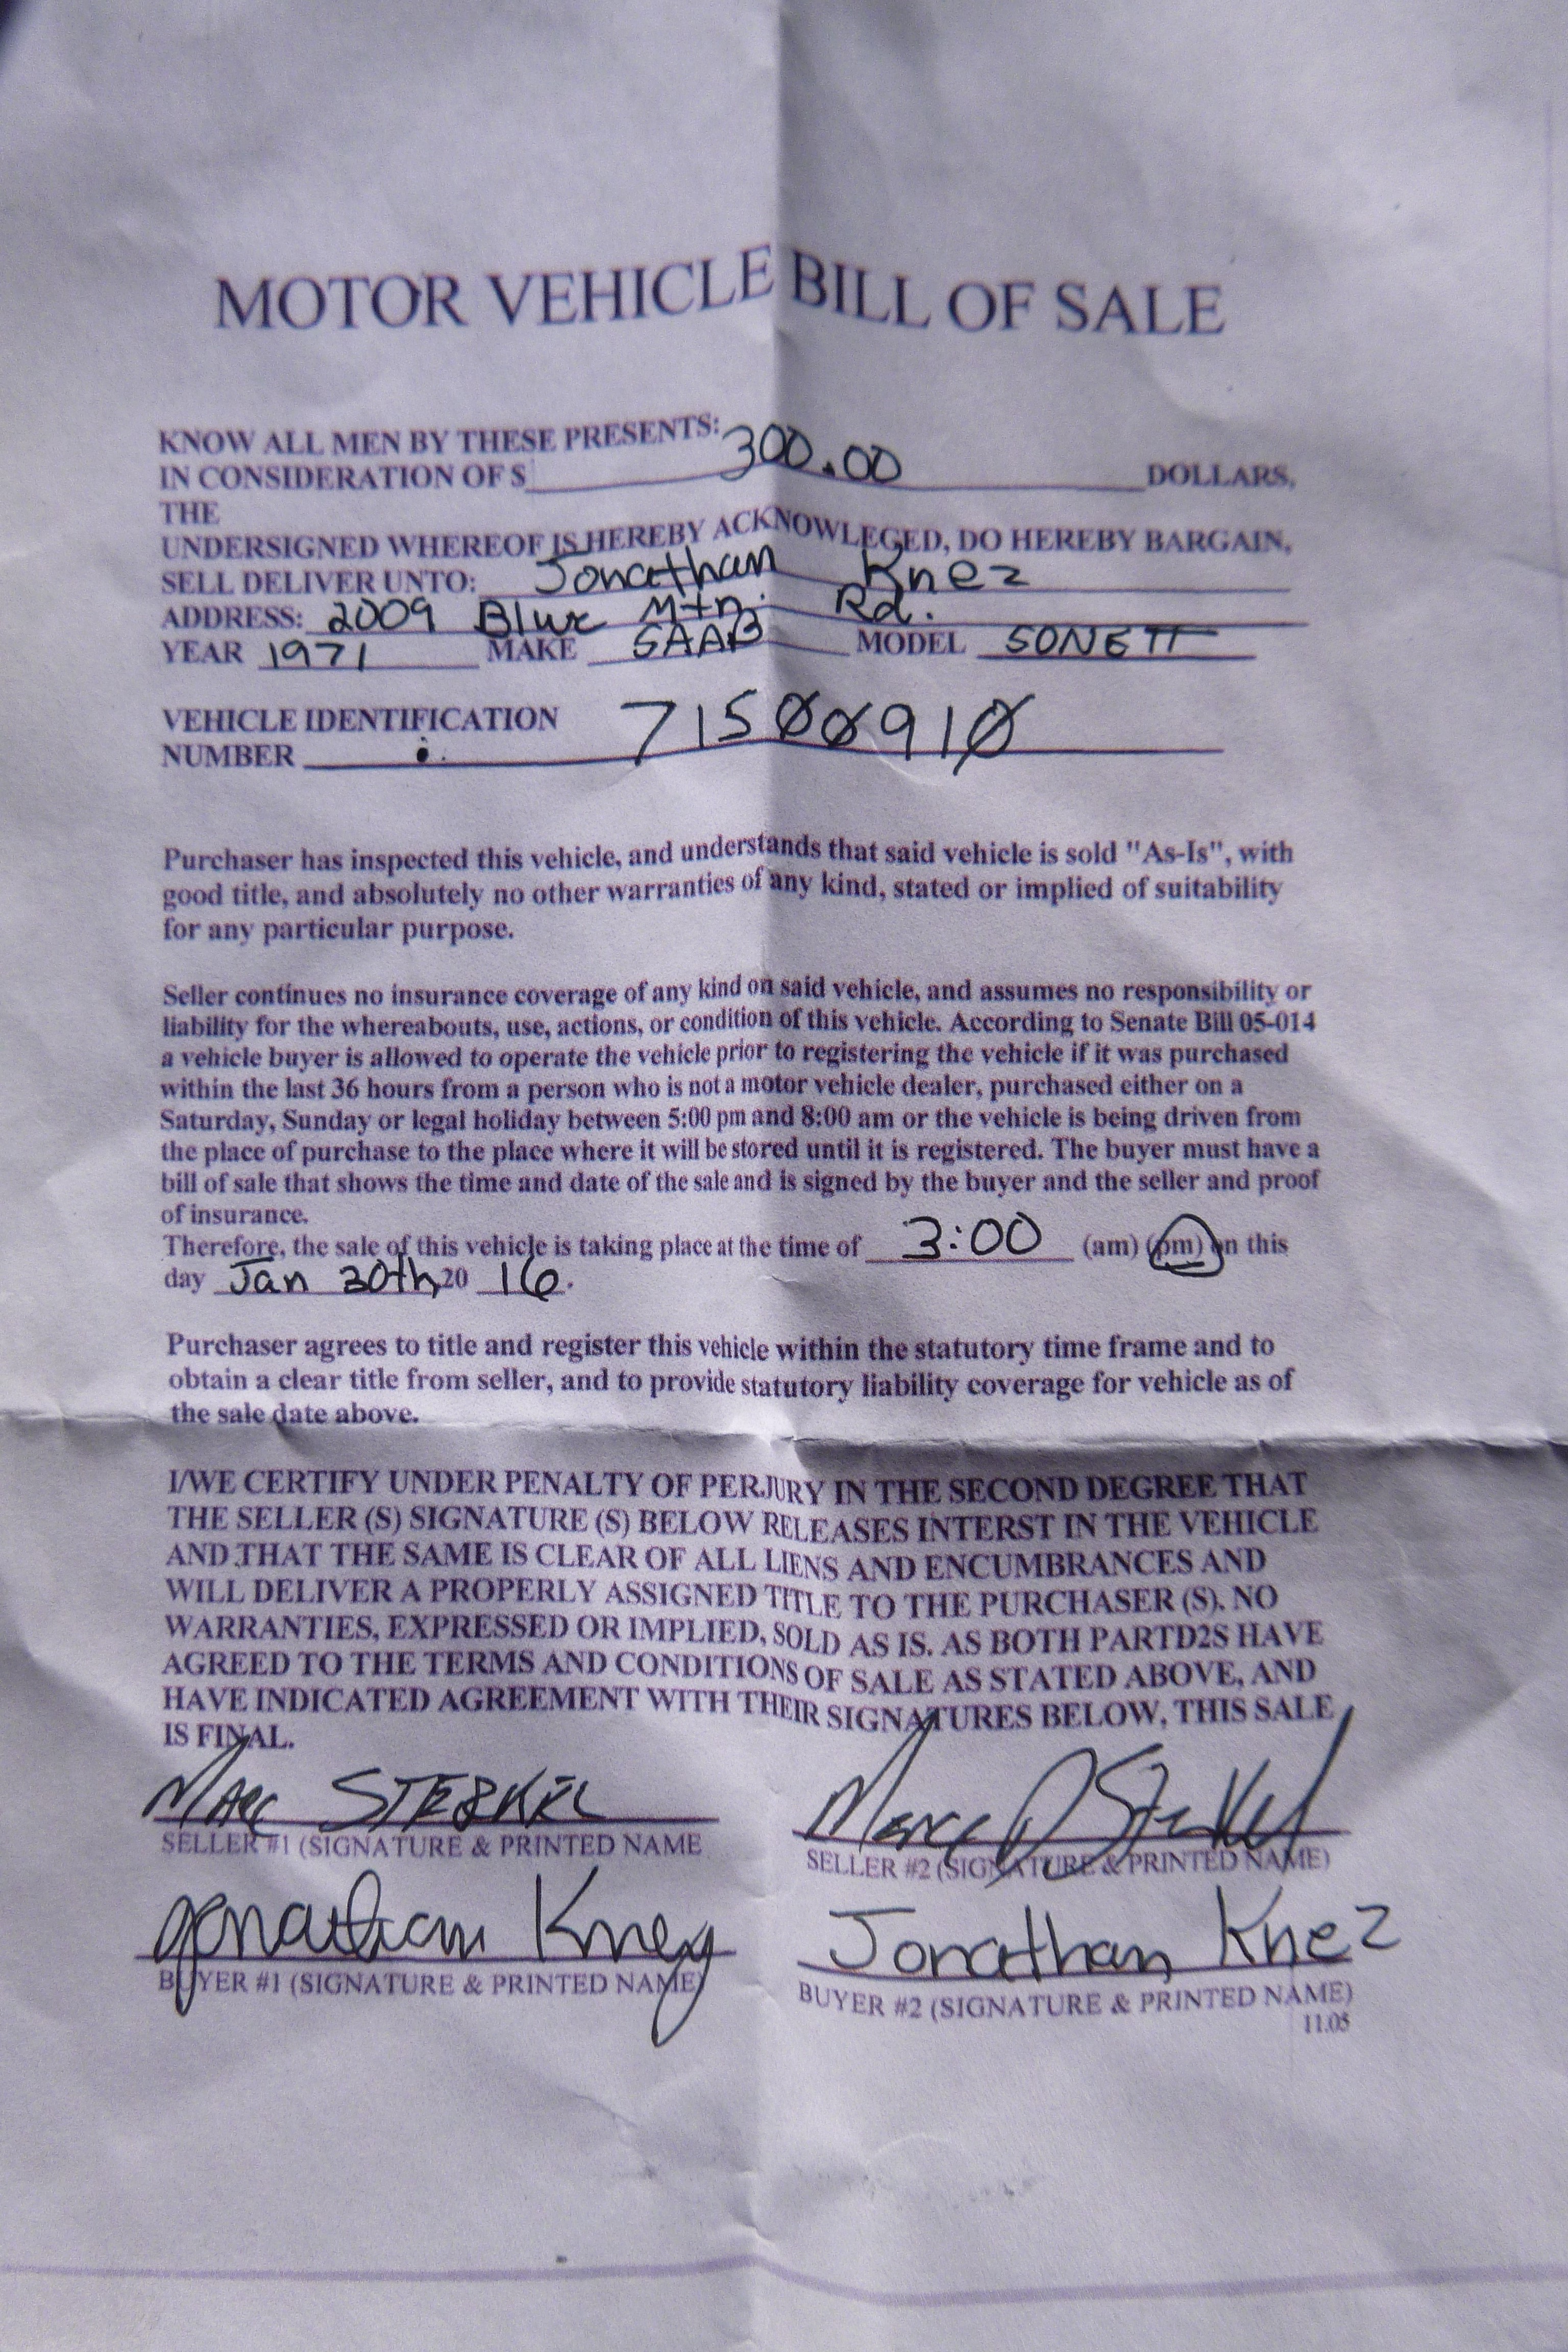 MOTOR VEHICLE BILL OF SALE
KNOW ALL MEN BY THESE PRESENTS:
IN CONSIDERATION OF $ 300.00 DOLLARS,
THE
UNDERSIGNED WHEREOF IS HEREBY ACKNOWLEGED, DO HEREBY BARGAIN,
SELL DELIVER UNTO: Jonathan Knez
ADDRESS: 2009 Blue Mtn. Rd.
YEAR 1971 MAKE SAAB MODEL SONETT
VEHICLE IDENTIFICATION
NUMBER 71500910
Purchaser has inspected this vehicle, and understands that said vehicle is sold "As-Is", with
good title, and absolutely no other warranties of any kind, stated or implied of suitability
for any particular purpose.
Seller continues no insurance coverage of any kind on said vehicle, and assumes no responsibility or
liability for the whereabouts, use, actions, or condition of this vehicle. According to Senate Bill 05-014
a vehicle buyer is allowed to operate the vehicle prior to registering the vehicle if it was purchased
within the last 36 hours from a person who is not a motor vehicle dealer, purchased either on a
Saturday, Sunday or legal holiday between 5:00 pm and 8:00 am or the vehicle is being driven from
the place of purchase to the place where it will be stored until it is registered. The buyer must have a
bill of sale that shows the time and date of the sale and is signed by the buyer and the seller and proof
of insurance.
Therefore, the sale of this vehicle is taking place at the time of 3:00 (am) (pm) on this
day Jan 30th, 20 16.
Purchaser agrees to title and register this vehicle within the statutory time frame and to
obtain a clear title from seller, and to provide statutory liability coverage for vehicle as of
the sale date above.
I/WE CERTIFY UNDER PENALTY OF PERJURY IN THE SECOND DEGREE THAT
THE SELLER (S) SIGNATURE (S) BELOW RELEASES INTERST IN THE VEHICLE
AND THAT THE SAME IS CLEAR OF ALL LIENS AND ENCUMBRANCES AND
WILL DELIVER A PROPERLY ASSIGNED TITLE TO THE PURCHASER (S). NO
WARRANTIES, EXPRESSED OR IMPLIED, SOLD AS IS. AS BOTH PARTD2S HAVE
AGREED TO THE TERMS AND CONDITIONS OF SALE AS STATED ABOVE, AND
HAVE INDICATED AGREEMENT WITH THEIR SIGNATURES BELOW, THIS SALE
IS FINAL.
Marc STERKEL Marc D Sterkel
SELLER #1 (SIGNATURE & PRINTED NAME SELLER #2 (SIGNATURE & PRINTED NAME)
Jonathan Knez Jonathan Knez
BUYER #1 (SIGNATURE & PRINTED NAME) BUYER #2 (SIGNATURE & PRINTED NAME)
11.05